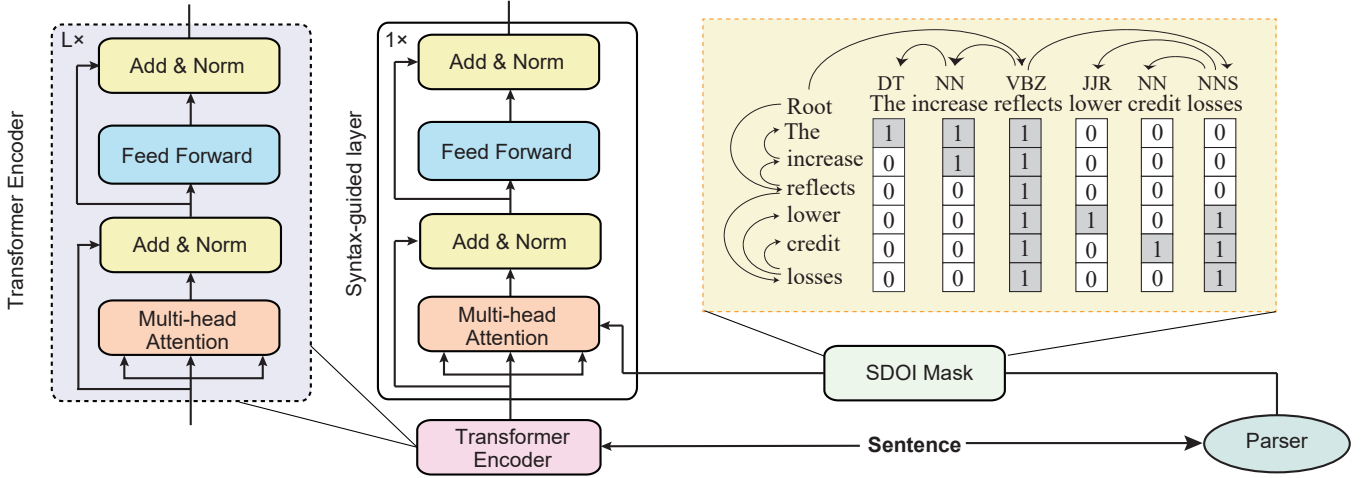 Transformer Encoder
L×
Add & Norm
Feed Forward
Add & Norm
Multi-head
Attention
Syntax-guided layer
1×
Add & Norm
Feed Forward
Add & Norm
Multi-head
Attention
Transformer
Encoder
DT NN VBZ JJR NN NNS
Root The increase reflects lower credit losses
The 1 1 1 0 0 0
increase 0 1 1 0 0 0
reflects 0 0 1 0 0 0
lower 0 0 1 1 0 1
credit 0 0 1 0 1 1
losses 0 0 1 0 0 1
SDOI Mask
Sentence
Parser